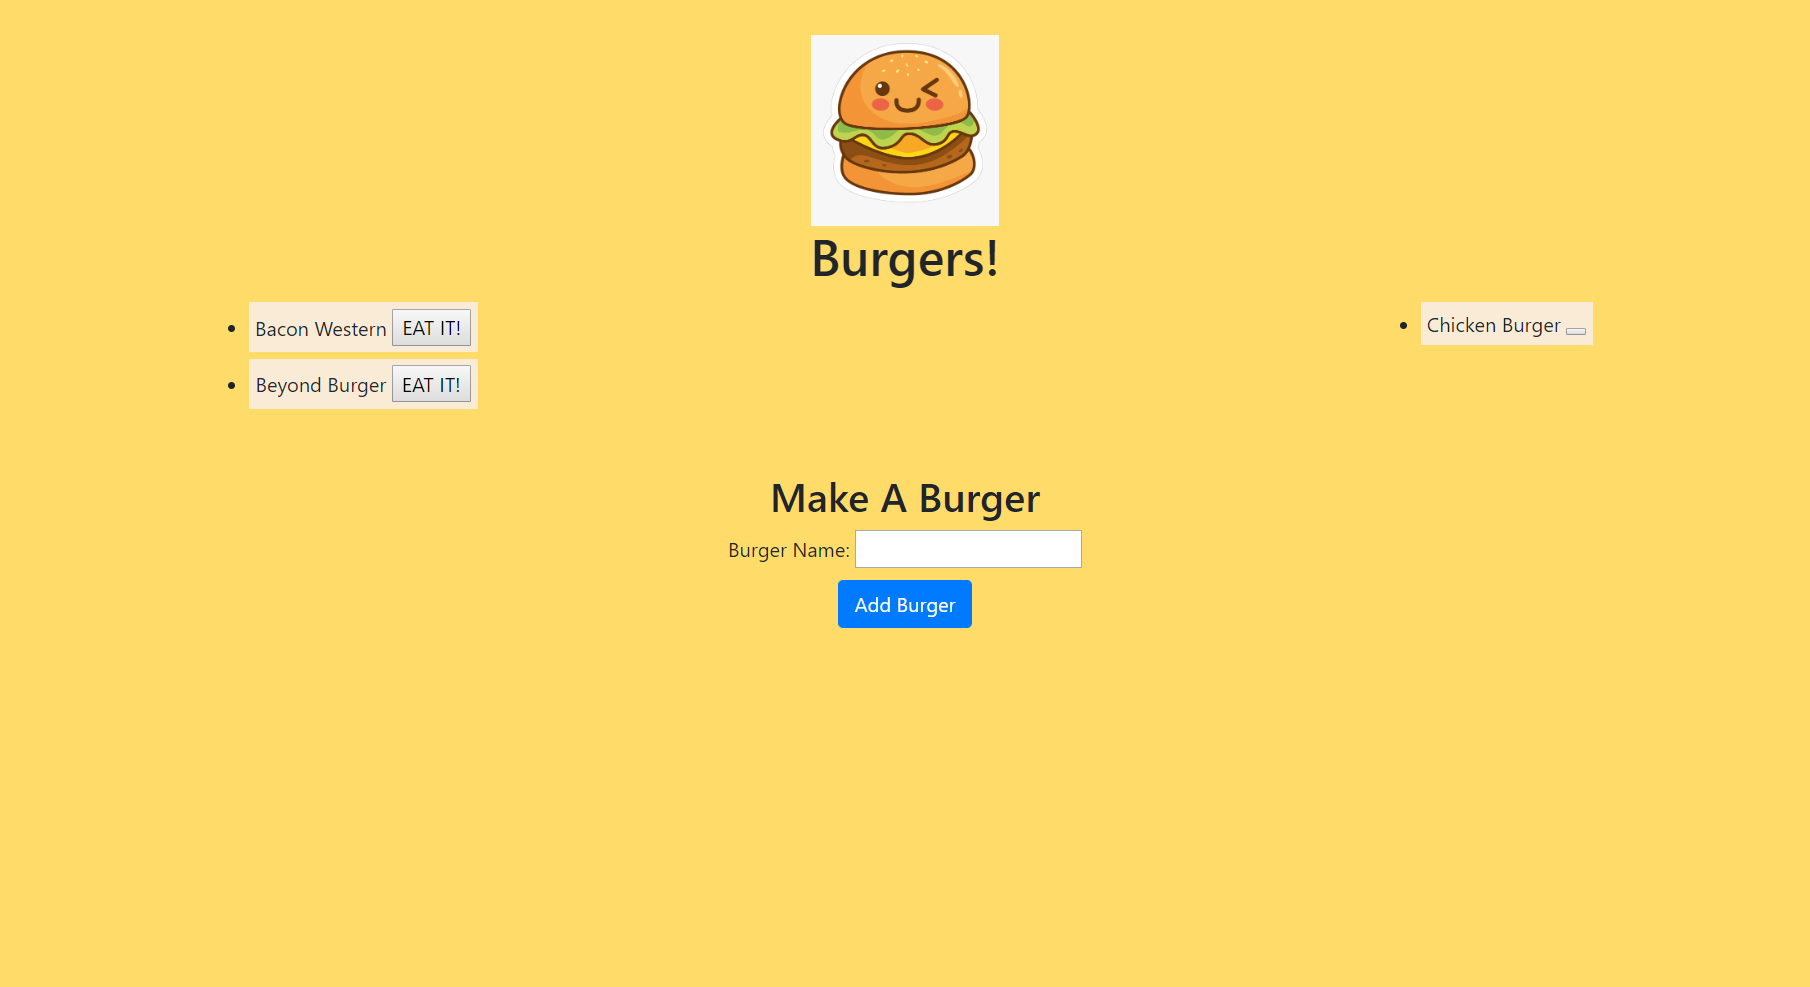 Burgers!
Bacon Western EAT IT!
Beyond Burger EAT IT!
Chicken Burger
Make A Burger
Burger Name:
Add Burger